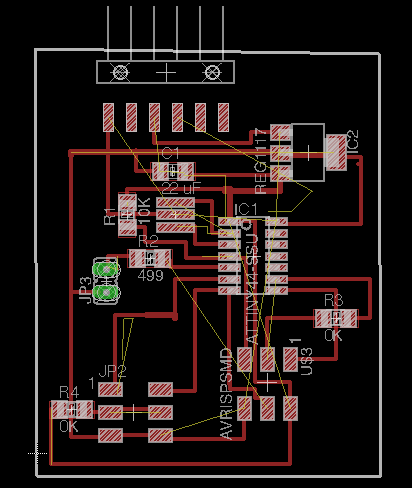 REG1117
IC2
C1
22 uF
R1
10K
IC1
ATTINY44-SSU
R2
499
JP3
R3
0K
1
U$3
AVRISPSMD
JP2
1
R4
0K